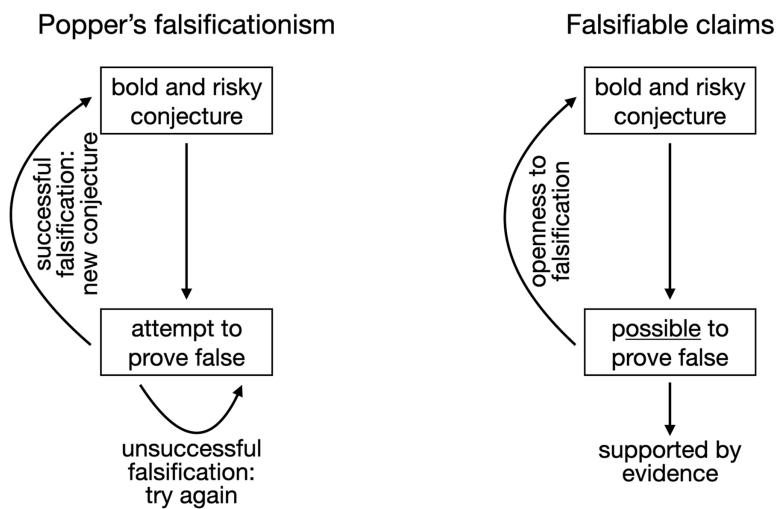 Popper's falsificationism
bold and risky
conjecture
successful
falsification:
new conjecture
attempt to
prove false
unsuccessful
falsification:
try again
Falsifiable claims
bold and risky
conjecture
openness to
falsification
possible to
prove false
supported by
evidence